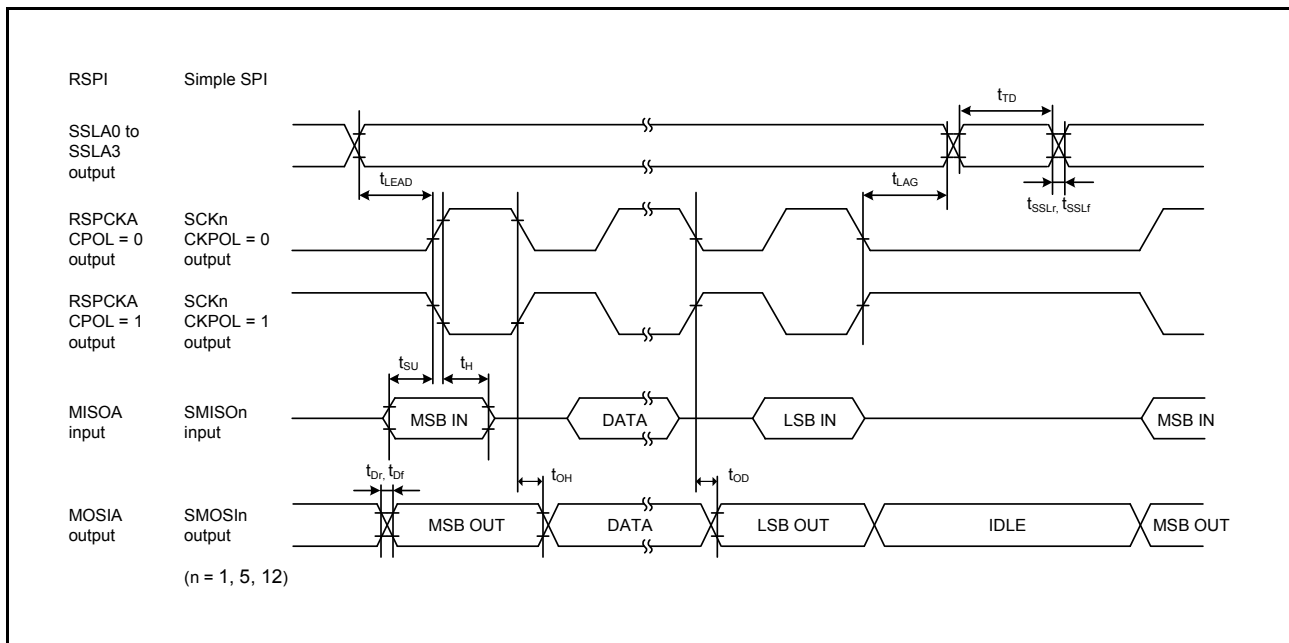 RSPI Simple SPI
SSLA0 to
SSLA3
output
tTD
tLEAD
tLAG
tSSLr, tSSLf
RSPCKA SCKn
CPOL = 0 CKPOL = 0
output output
RSPCKA SCKn
CPOL = 1 CKPOL = 1
output output
tSU tH
MISOA SMISOn
input input
MSB IN DATA LSB IN MSB IN
tDr, tDf tOH tOD
MOSIA SMOSIn
output output
MSB OUT DATA LSB OUT IDLE MSB OUT
(n = 1, 5, 12)